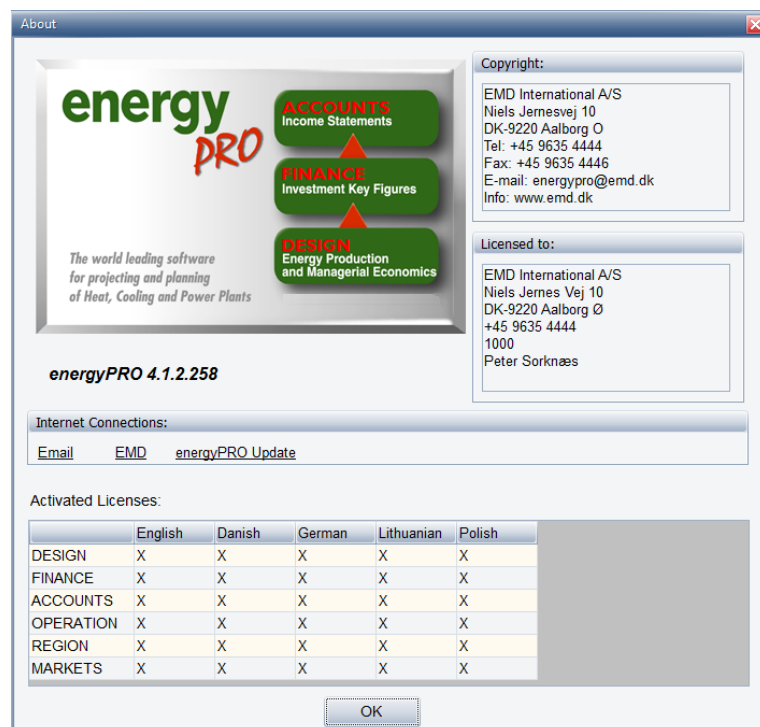 About
energy
PRO
ACCOUNTS
Income Statements
FINANCE
Investment Key Figures
DESIGN
Energy Production
and Managerial Economics
The world leading software
for projecting and planning
of Heat, Cooling and Power Plants
energyPRO 4.1.2.258
Copyright:
EMD International A/S
Niels Jernesvej 10
DK-9220 Aalborg O
Tel: +45 9635 4444
Fax: +45 9635 4446
E-mail: energypro@emd.dk
Info: www.emd.dk
Licensed to:
EMD International A/S
Niels Jernes Vej 10
DK-9220 Aalborg Ø
+45 9635 4444
1000
Peter Sorknæs
Internet Connections:
Email EMD energyPRO Update
Activated Licenses:
English Danish German Lithuanian Polish
DESIGN X X X X X
FINANCE X X X X X
ACCOUNTS X X X X X
OPERATION X X X X X
REGION X X X X X
MARKETS X X X X X
OK